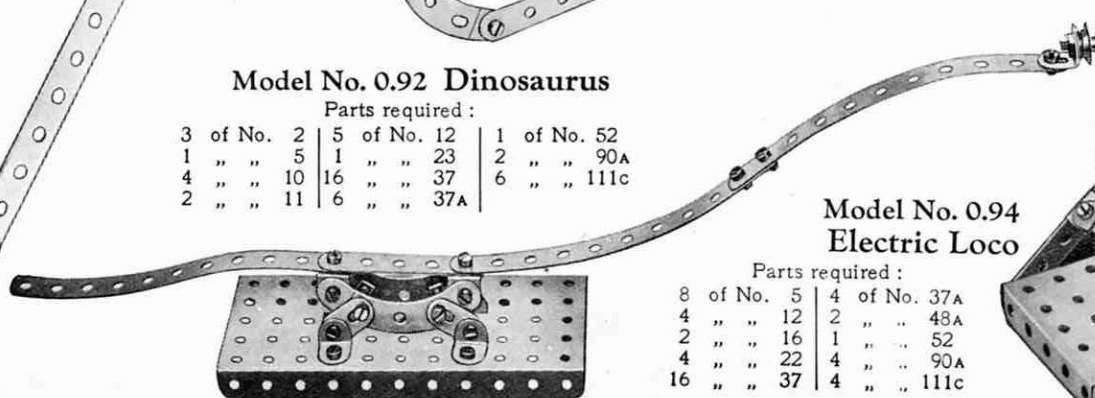 Model No. 0.92 Dinosaurus
Parts required :
3 of No. 2 | 5 of No. 12 | 1 of No. 52
1 „ „ 5 | 1 „ „ 23 | 2 „ „ 90A
4 „ „ 10 | 16 „ „ 37 | 6 „ „ 111C
2 „ „ 11 | 6 „ „ 37A |
Model No. 0.94
Electric Loco
Parts required :
8 of No. 5 | 4 of No. 37A
4 „ „ 12 | 2 „ „ 48A
2 „ „ 16 | 1 „ „ 52
4 „ „ 22 | 4 „ „ 90A
16 „ „ 37 | 4 „ „ 111C